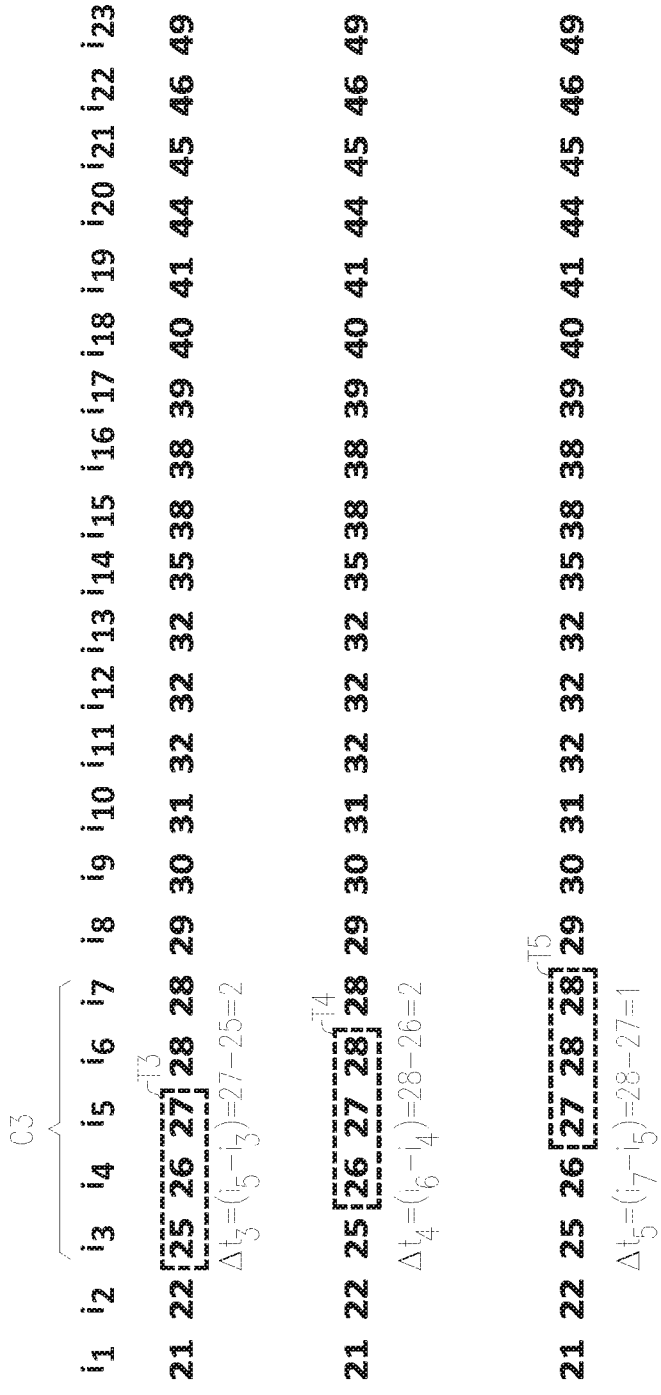 C3
i1 i2 i3 i4 i5 i6 i7 i8 i9 i10 i11 i12 i13 i14 i15 i16 i17 i18 i19 i20 i21 i22 i23
21 22 25 26 27 28 28 29 30 31 32 32 32 35 38 38 39 40 41 44 45 46 49
T3
Δt3=(i5-i3)=27-25=2
21 22 25 26 27 28 28 29 30 31 32 32 32 35 38 38 39 40 41 44 45 46 49
T4
Δt4=(i6-i4)=28-26=2
21 22 25 26 27 28 28 29 30 31 32 32 32 35 38 38 39 40 41 44 45 46 49
T5
Δt5=(i7-i5)=28-27=1